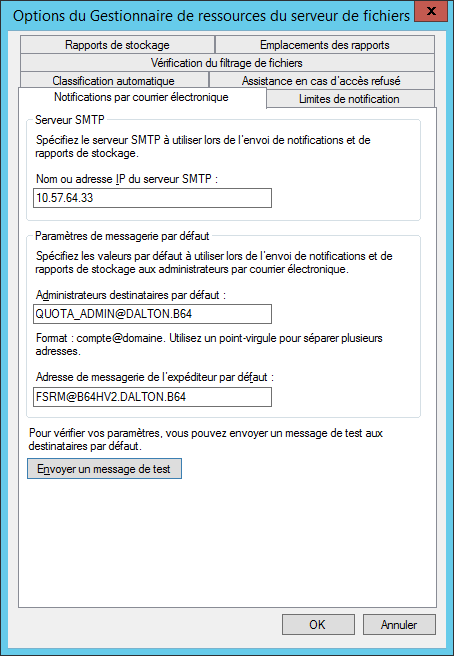 Options du Gestionnaire de ressources du serveur de fichiers
x
Rapports de stockage
Emplacements des rapports
Vérification du filtrage de fichiers
Classification automatique
Assistance en cas d'accès refusé
Notifications par courrier électronique
Limites de notification
Serveur SMTP
Spécifiez le serveur SMTP à utiliser lors de l'envoi de notifications et de
rapports de stockage.
Nom ou adresse IP du serveur SMTP :
10.57.64.33
Paramètres de messagerie par défaut
Spécifiez les valeurs par défaut à utiliser lors de l'envoi de notifications et de
rapports de stockage aux administrateurs par courrier électronique.
Administrateurs destinataires par défaut :
QUOTA_ADMIN@DALTON.B64
Format : compte@domaine. Utilisez un point-virgule pour séparer plusieurs
adresses.
Adresse de messagerie de l'expéditeur par défaut :
FSRM@B64HV2.DALTON.B64
Pour vérifier vos paramètres, vous pouvez envoyer un message de test aux
destinataires par défaut.
Envoyer un message de test
OK
Annuler